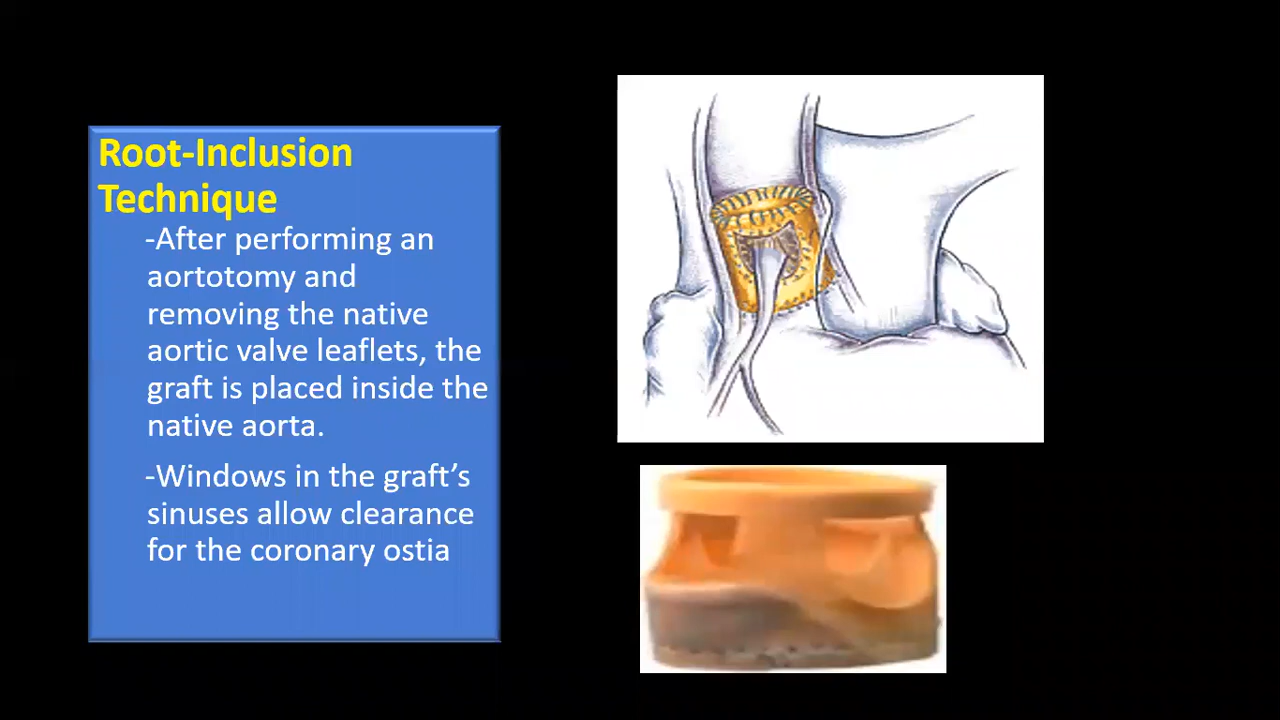 Root-Inclusion
Technique
-After performing an
aortotomy and
removing the native
aortic valve leaflets, the
graft is placed inside the
native aorta.
-Windows in the graft’s
sinuses allow clearance
for the coronary ostia